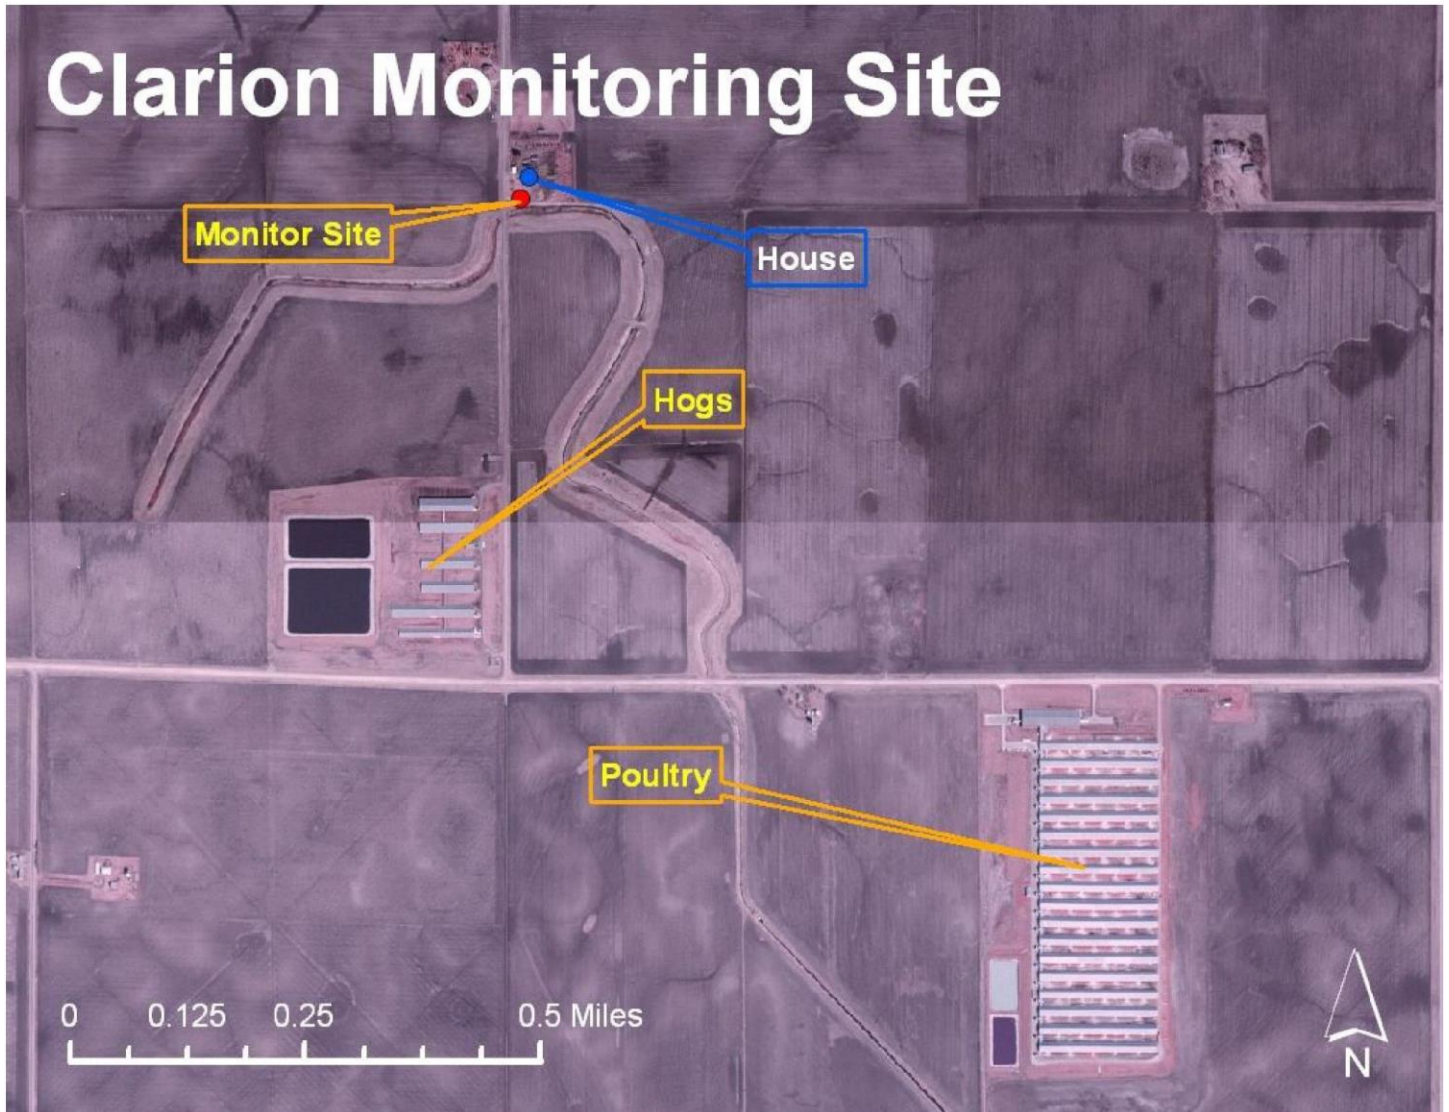 Clarion Monitoring Site
Monitor Site
House
Hogs
Poultry
0 0.125 0.25 0.5 Miles
N